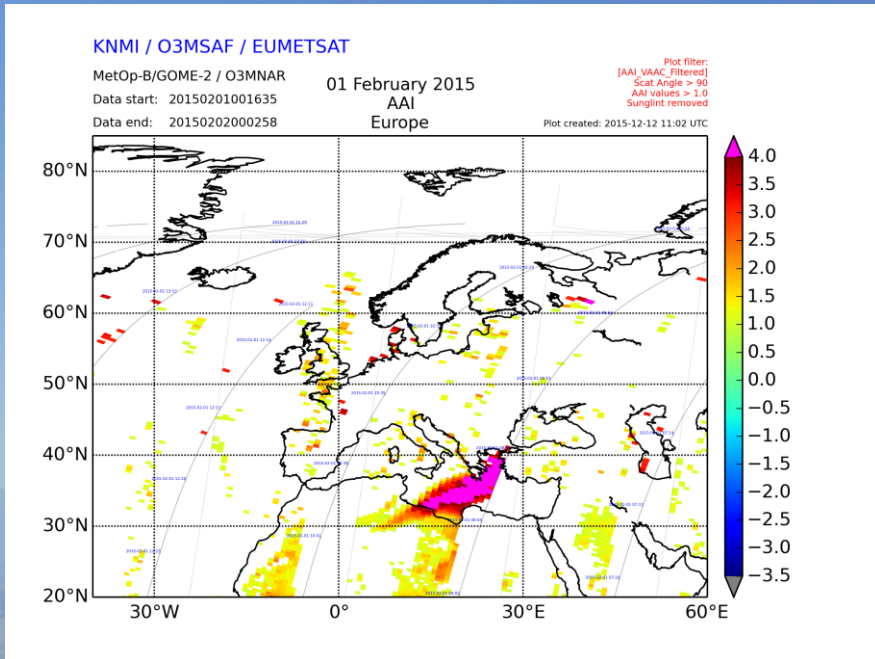 KNMI / O3MSAF / EUMETSAT
MetOp-B/GOME-2 / O3MNAR
Data start: 20150201001635
Data end: 20150202000258
01 February 2015
AAI
Europe
Plot filter:
[AAI_VAAC_Filtered]
Scat Angle > 90
AAI values > 1.0
Sunglint removed
Plot created: 2015-12-12 11:02 UTC
80°N
70°N
60°N
50°N
40°N
30°N
20°N
30°W
0°
30°E
60°E
4.0
3.5
3.0
2.5
2.0
1.5
1.0
0.5
0.0
−0.5
−1.0
−1.5
−2.0
−2.5
−3.0
−3.5